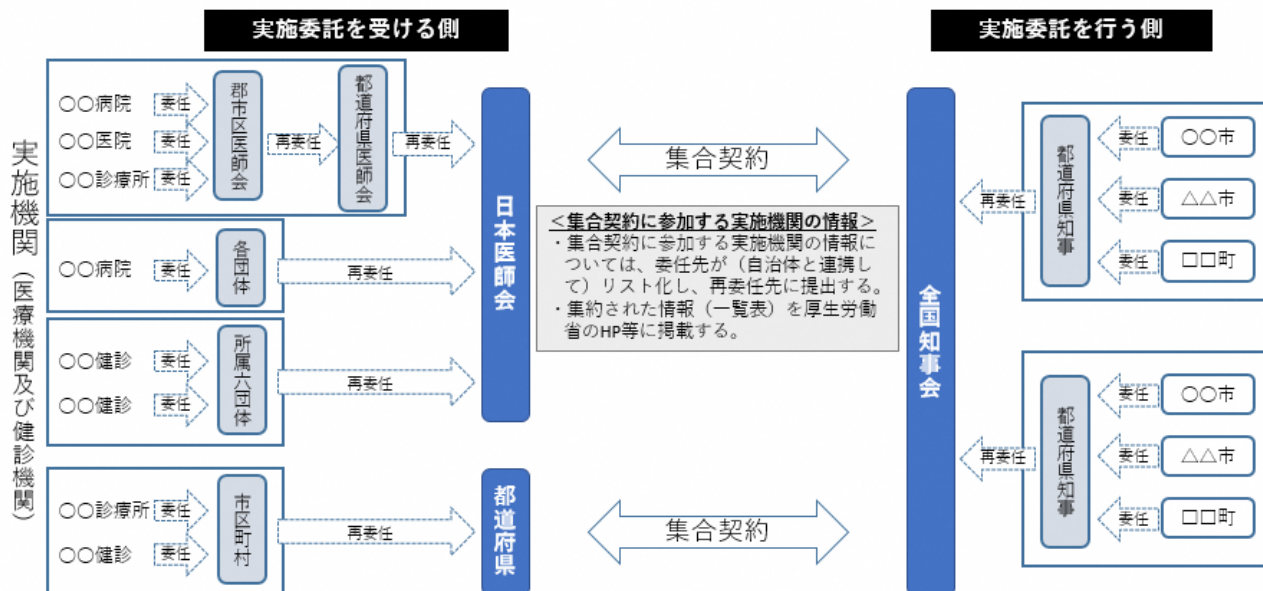 実施委託を受ける側
実施委託を行う側
実施機関（医療機関及び健診機関）
〇〇病院
委任
〇〇医院
委任
〇〇診療所
委任
郡市区医師会
再委任
都道府県医師会
再委任
〇〇病院
委任
各団体
再委任
〇〇健診
委任
〇〇健診
委任
所属六団体
再委任
日本医師会
〇〇診療所
委任
〇〇健診
委任
市区町村
再委任
都道府県
集合契約
＜集合契約に参加する実施機関の情報＞
・集合契約に参加する実施機関の情報に
ついては、委任先が（自治体と連携し
て）リスト化し、再委任先に提出する。
・集約された情報（一覧表）を厚生労働
省のHP等に掲載する。
集合契約
全国知事会
再委任
都道府県知事
委任
〇〇市
委任
△△市
委任
□□町
再委任
都道府県知事
委任
〇〇市
委任
△△市
委任
□□町